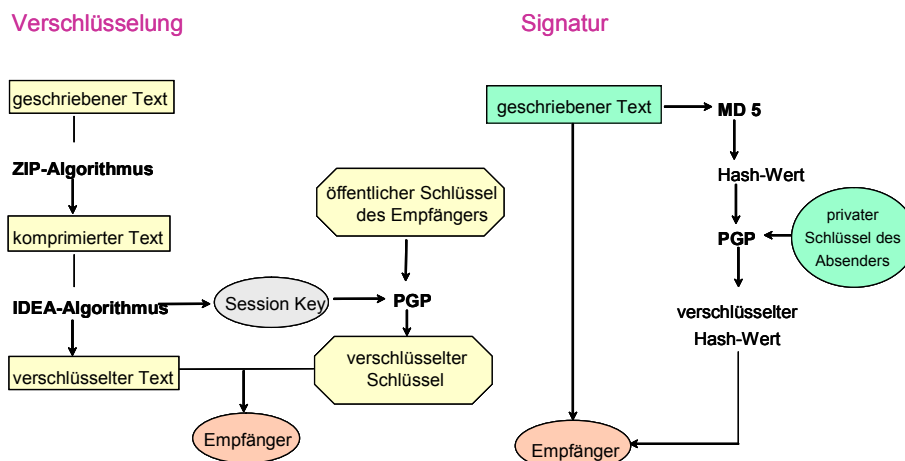 Verschlüsselung
geschriebener Text
ZIP-Algorithmus
komprimierter Text
IDEA-Algorithmus
Session Key
öffentlicher Schlüssel
des Empfängers
PGP
verschlüsselter Text
verschlüsselter
Schlüssel
Empfänger
Signatur
geschriebener Text
MD 5
Hash-Wert
PGP
privater
Schlüssel des
Absenders
verschlüsselter
Hash-Wert
Empfänger